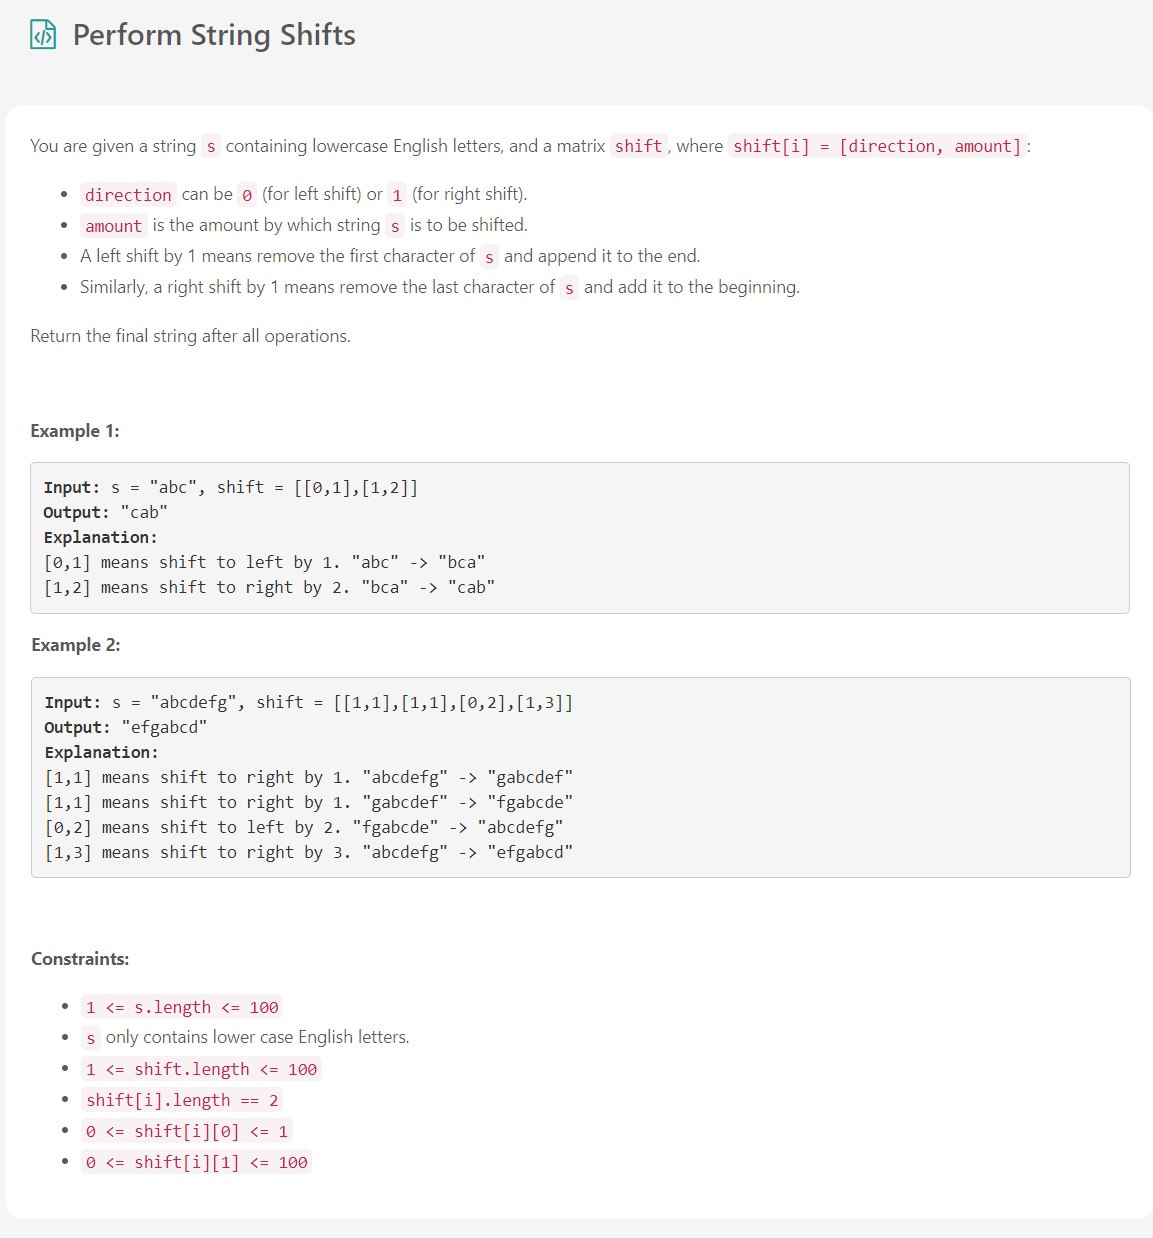 Perform String Shifts
You are given a string s containing lowercase English letters, and a matrix shift, where shift[i] = [direction, amount]:
direction can be 0 (for left shift) or 1 (for right shift).
amount is the amount by which string s is to be shifted.
A left shift by 1 means remove the first character of s and append it to the end.
Similarly, a right shift by 1 means remove the last character of s and add it to the beginning.
Return the final string after all operations.
Example 1:
Input: s = "abc", shift = [[0,1],[1,2]]
Output: "cab"
Explanation:
[0,1] means shift to left by 1. "abc" -> "bca"
[1,2] means shift to right by 2. "bca" -> "cab"
Example 2:
Input: s = "abcdefg", shift = [[1,1],[1,1],[0,2],[1,3]]
Output: "efgabcd"
Explanation:
[1,1] means shift to right by 1. "abcdefg" -> "gabcdef"
[1,1] means shift to right by 1. "gabcdef" -> "fgabcde"
[0,2] means shift to left by 2. "fgabcde" -> "abcdefg"
[1,3] means shift to right by 3. "abcdefg" -> "efgabcd"
Constraints:
1 <= s.length <= 100
s only contains lower case English letters.
1 <= shift.length <= 100
shift[i].length == 2
0 <= shift[i][0] <= 1
0 <= shift[i][1] <= 100